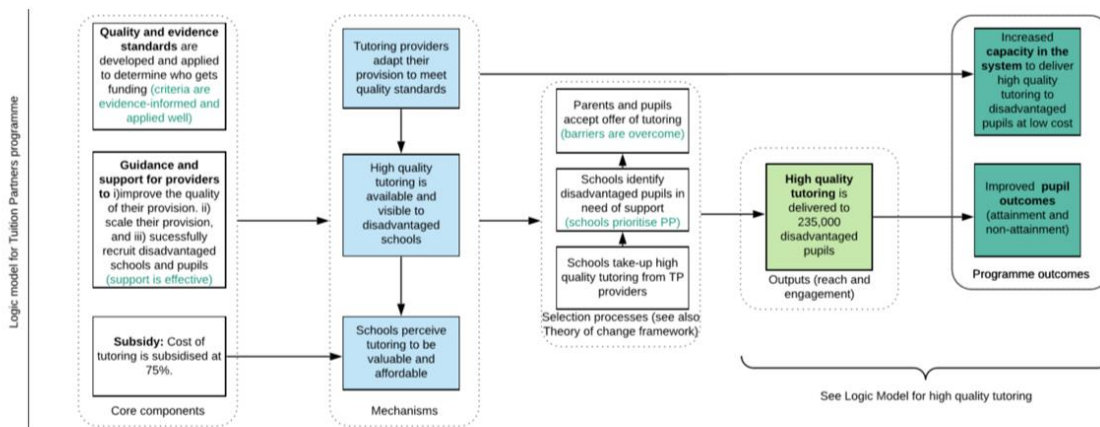 Logic model for Tuition Partners programme
Quality and evidence
standards are
developed and applied
to determine who gets
funding (criteria are
evidence-informed and
applied well)
Guidance and
support for providers
to i)improve the quality
of their provision. ii)
scale their provision,
and iii) sucessfully
recruit disadvantaged
schools and pupils
(support is effective)
Subsidy: Cost of
tutoring is subsidised at
75%.
Core components
Tutoring providers
adapt their
provision to meet
quality standards
High quality
tutoring is
available and
visible to
disadvantaged
schools
Schools perceive
tutoring to be
valuable and
affordable
Mechanisms
Parents and pupils
accept offer of tutoring
(barriers are overcome)
Schools identify
disadvantaged pupils in
need of support
(schools prioritise PP)
Schools take-up high
quality tutoring from TP
providers
Selection processes (see also
Theory of change framework)
High quality
tutoring is
delivered to
235,000
disadvantaged
pupils
Outputs (reach and
engagement)
Increased
capacity in the
system to deliver
high quality
tutoring to
disadvantaged
pupils at low cost
Improved pupil
outcomes
(attainment and
non-attainment)
Programme outcomes
See Logic Model for high quality tutoring